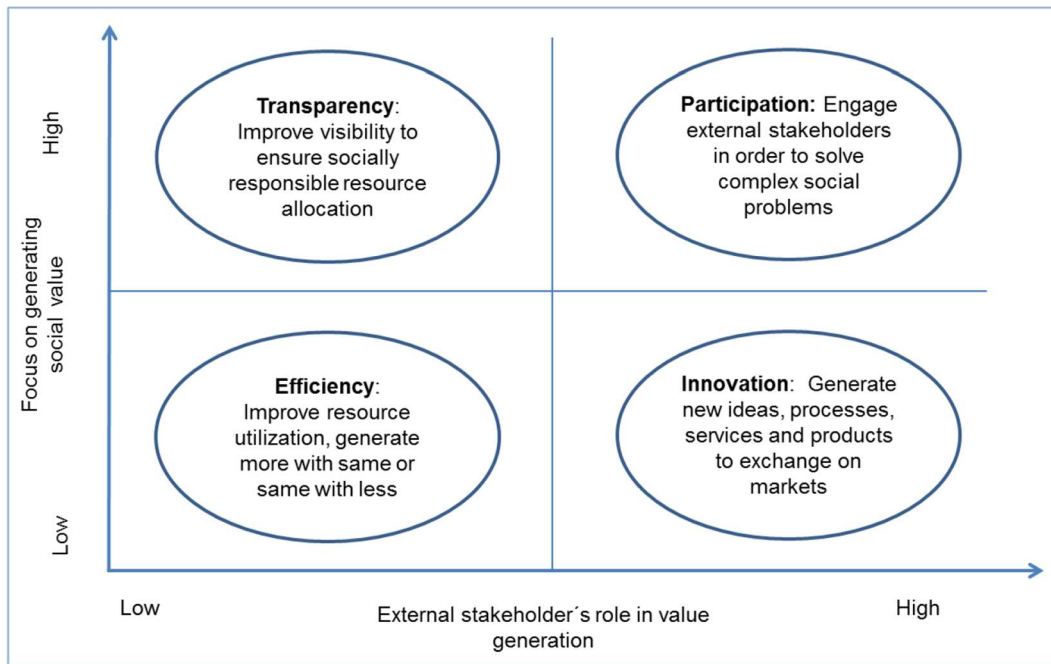 High
Focus on generating
social value
Low
Transparency:
Improve visibility to
ensure socially
responsible resource
allocation
Participation: Engage
external stakeholders
in order to solve
complex social
problems
Efficiency:
Improve resource
utilization, generate
more with same or
same with less
Innovation: Generate
new ideas, processes,
services and products
to exchange on
markets
Low
External stakeholder´s role in value
generation
High